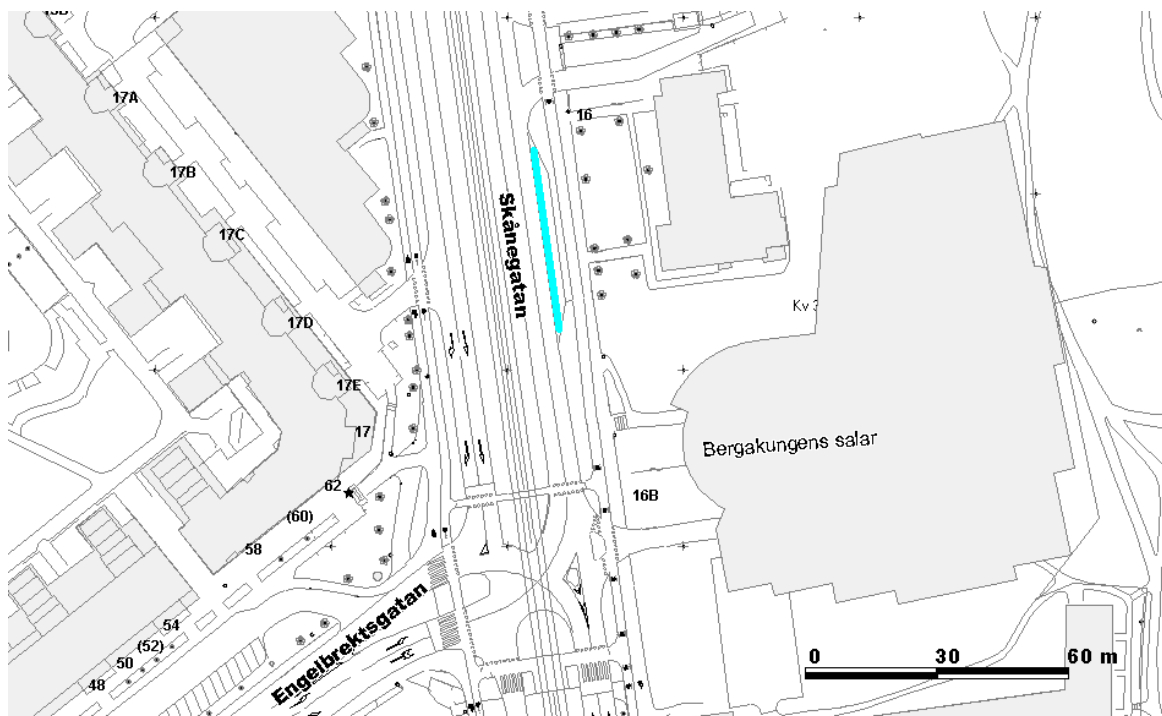 17A
16
17B
Skånegatan
17C
Kv 3
17D
17E
17
Bergakungens salar
62
16B
(60)
58
Engelbrektsgatan
54
(52)
50
48
0 30 60 m